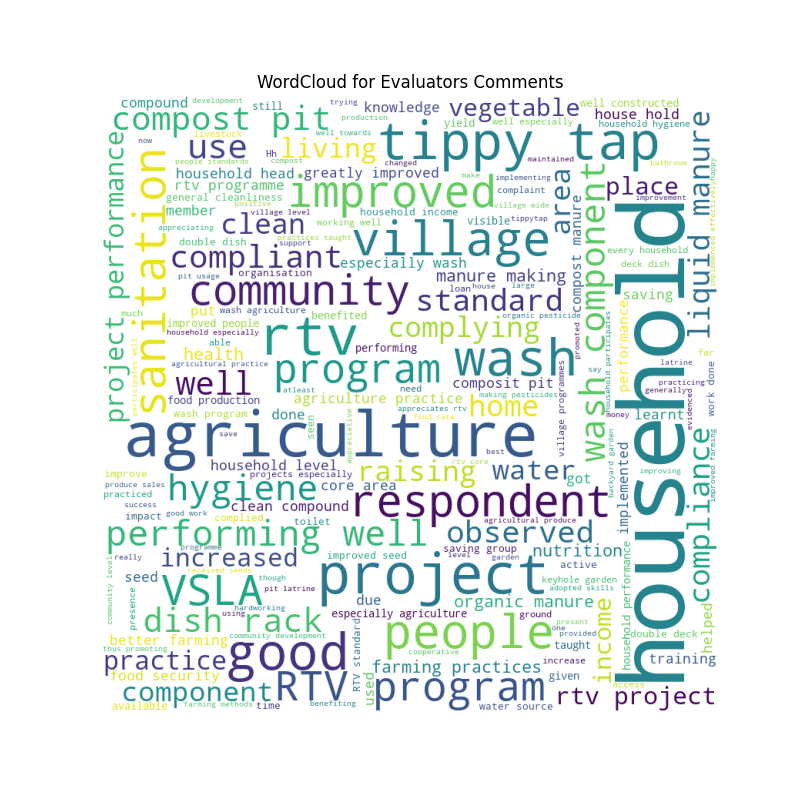 WordCloud for Evaluators Comments
compound
development
still
trying
knowledge
vegetable
well constructed
compost pit
production
house hold
household hygiene
livestock
well towards
yield
well especially
now
use
living
tippy tap
Hh
compost
changed
maintained
bathroom
people standards
household head
greatly improved
make
implementing
complaint
area
place
rtv programme
improved
village wide
improvement
general cleanliness
positive
member
village level
household income
visible
tippytap
appreciating
clean
working well
village
double dish
practices taught
support
every household
compliant
especially wash
deck dish
pit usage
organisation
manure making
community
loan
house
large
saving
standard
organic pesticide
much
put
wash agriculture
benefited
complying
improved people
household especially
rtv
able
performing
wash
health
program
agricultural practice
well
composit pit
say
far
generally
practicing
food production
atleast
need
making pesticides
agriculture practice
money
home
learnt
wash program
done
appreciates rtv
food rate
agriculture
save
best
household level
rtv core
improve
projects especially
raising
water
got
produce sales
hygiene
core area
practiced
respondent
success
clean compound
impact
good work
toilet
complied
agricultural produce
performing well
observed
programme
saving group
level
garden
really
increased
improved seed
nutrition
active
received seeds
pit latrine
seed
though
project
keyhole garden
adopted skills
VSLA
hardworking
due
organic manure
using
especially agriculture
ground
present
dish rack
one
provided
double deck
better farming
community development
people
taught
thus promoting
cooperative
increase
practice
good
farming practices
training
food security
given
access
component
RTV
program
rtv project
available
farming methods
time
benefiting
water source
project performance
sanitation
participates well
wash component
compost manure
household participates
promoted
household
liquid manure
implemented effectively
happy
performance
latrine
evidenced
work done
improved farming
village programmes
appreciative
seen
backyard garden
improving
implemented
compliance
community level
presence
RTV standard
used
income
household performance
helped